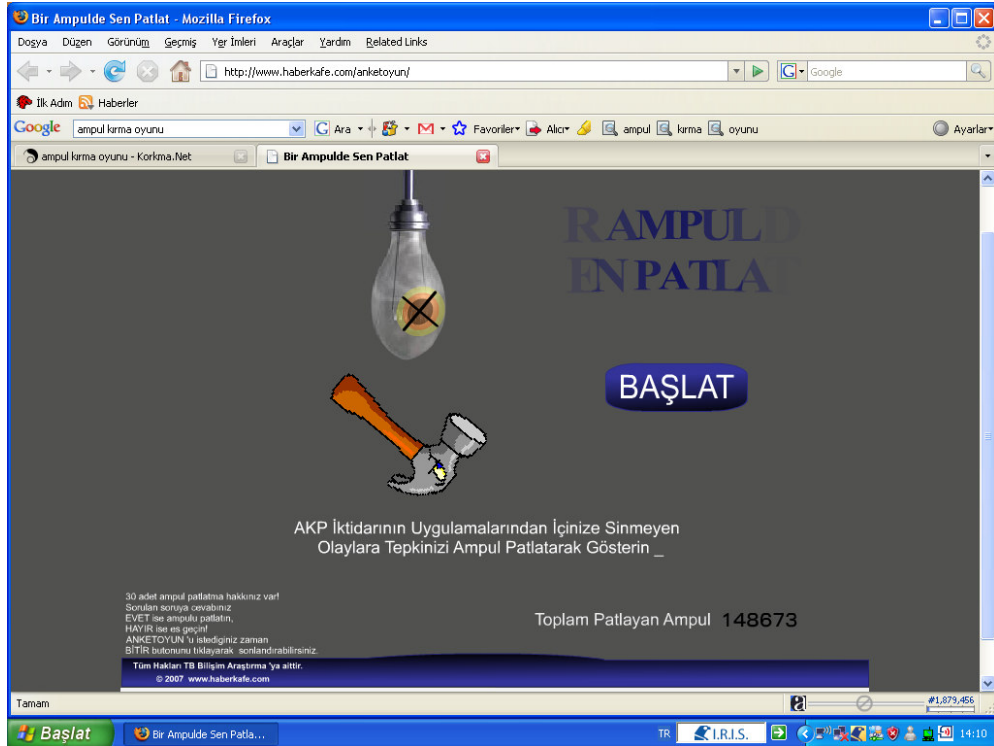 Bir Ampulde Sen Patlat - Mozilla Firefox
Dosya Düzen Görünüm Geçmiş Yer İmleri Araçlar Yardım Related Links
http://www.haberkafe.com/anketoyun/
G Google
İlk Adım Haberler
Google ampul kırma oyunu G Ara Favoriler Alıcı ampul kırma oyunu Ayarlar
ampul kırma oyunu - Korkma.Net Bir Ampulde Sen Patlat
R AMPUL D
EN PATLAT
BAŞLAT
AKP İktidarının Uygulamalarından İçinize Sinmeyen
Olaylara Tepkinizi Ampul Patlatarak Gösterin _
30 adet ampul patlatma hakkınız var!
Sorulan soruya cevabınız
EVET ise ampulu patlatın,
HAYIR ise es geçin!
ANKETOYUN 'u istediginiz zaman
BİTİR butonunu tıklayarak sonlandırabilirsiniz.
Toplam Patlayan Ampul 148673
Tüm Hakları TB Bilişim Araştırma 'ya aittir.
© 2007 www.haberkafe.com
Tamam
#1,879,456
Başlat Bir Ampulde Sen Patla... TR I.R.I.S. 14:10